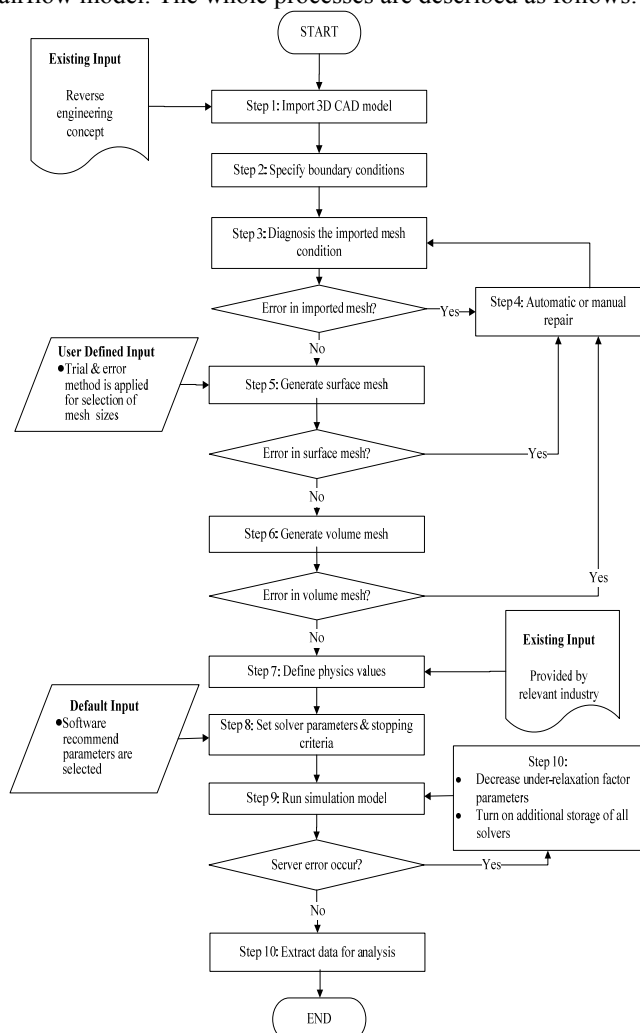 airflow model. The whole processes are described as follows:
START
Existing Input
Reverse
engineering
concept
Step 1: Import 3D CAD model
Step 2: Specify boundary conditions
Step 3: Diagnosis the imported mesh
condition
Error in imported mesh?
Yes
Step 4: Automatic or manual
repair
No
User Defined Input
●Trial & error
method is applied
for selection of
mesh sizes
Step 5: Generate surface mesh
Error in surface mesh?
Yes
No
Step 6: Generate volume mesh
Error in volume mesh?
Yes
No
Existing Input
Provided by
relevant industry
Step 7: Define physics values
Default Input
●Software
recommend
parameters are
selected
Step 8: Set solver parameters & stopping
criteria
Step 10:
● Decrease under-relaxation factor
parameters
● Turn on additional storage of all
solvers
Step 9: Run simulation model
Server error occur?
Yes
No
Step 10: Extract data for analysis
END